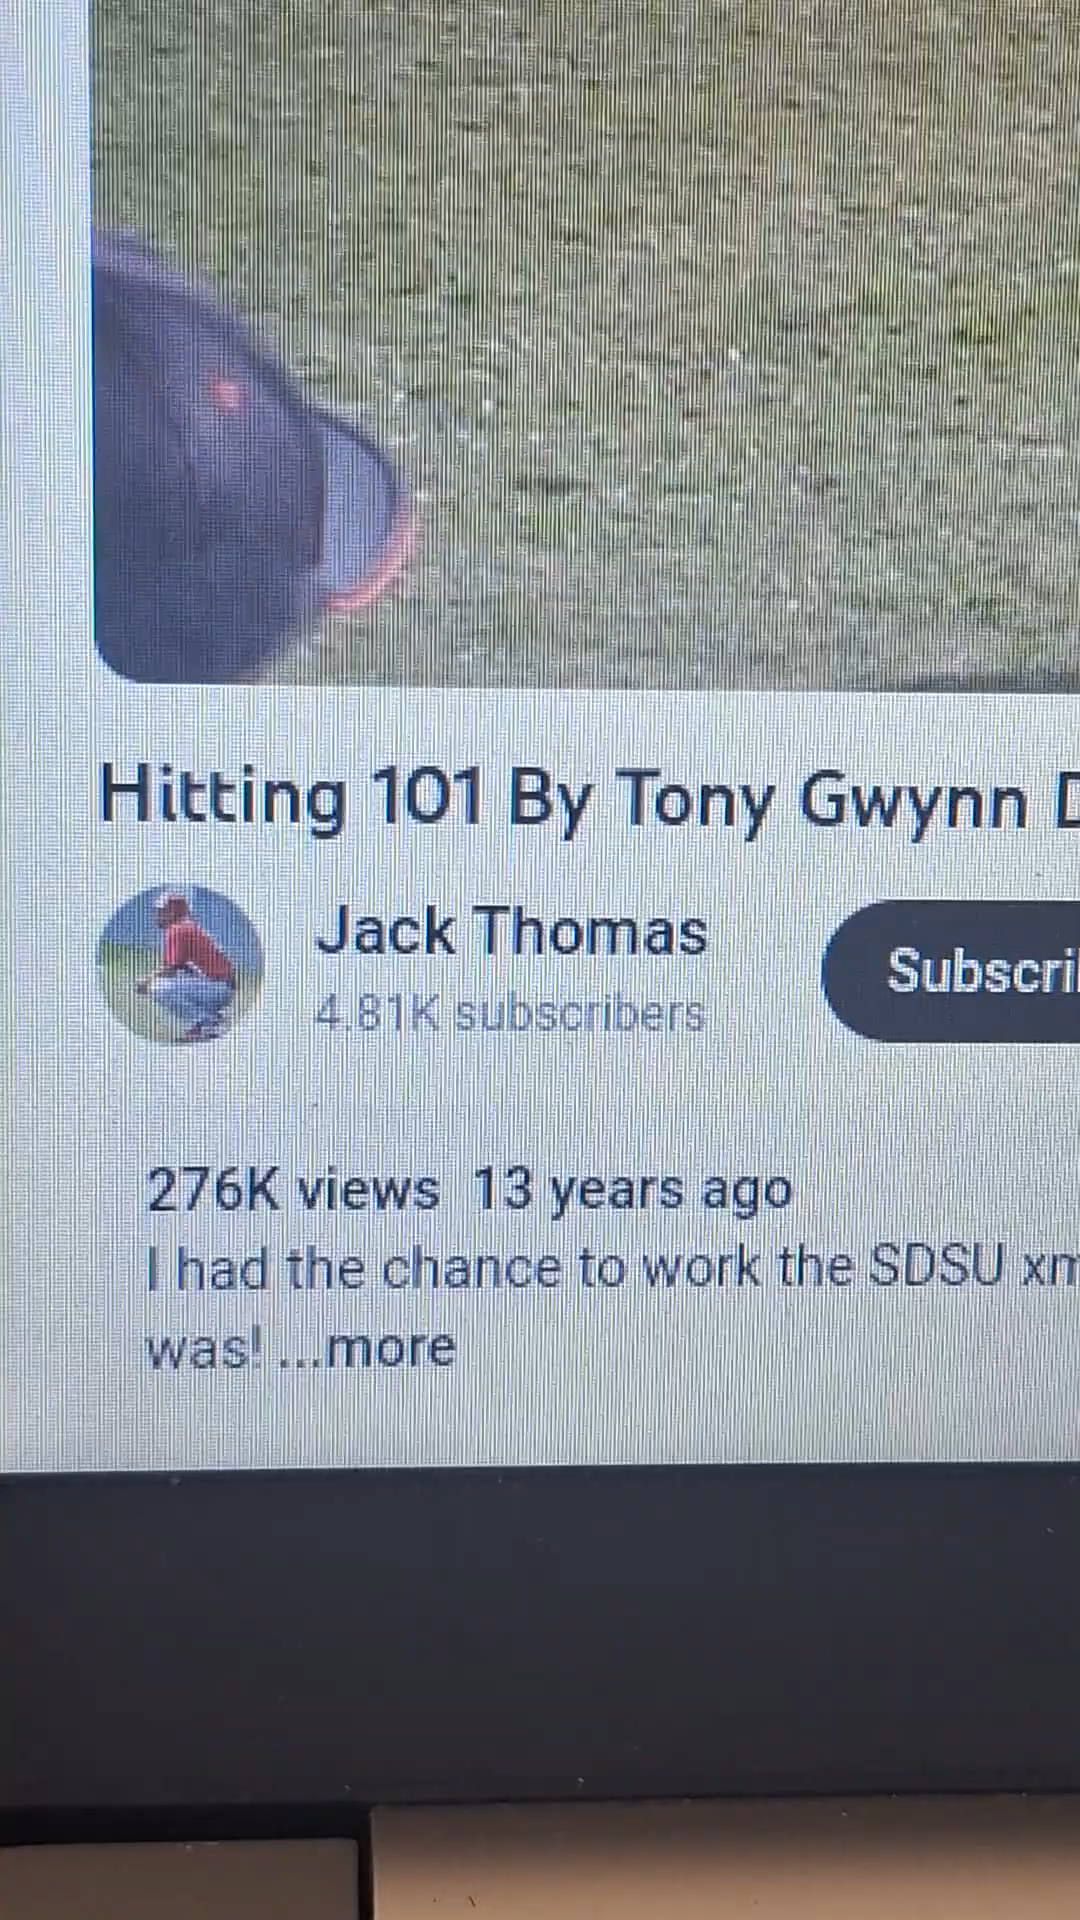 Hitting 101 By Tony Gwynn
Jack Thomas
4.81K subscribers
276K views 13 years ago
I had the chance to work the SDSU
was! ...more